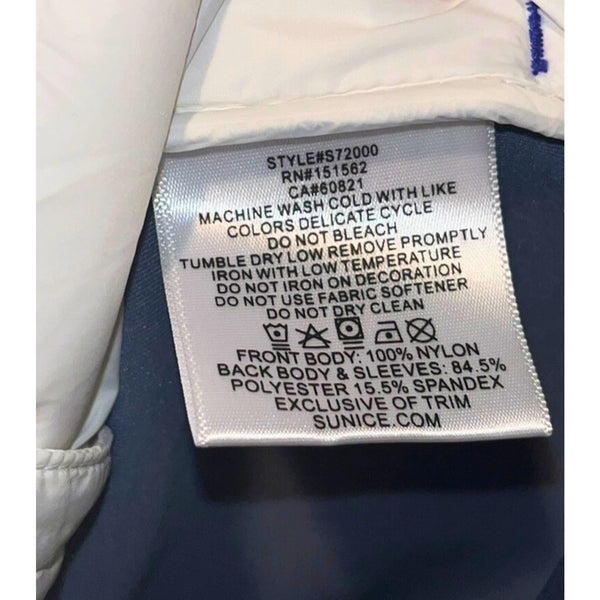 STYLE#S72000
RN#151562
CA#60821
MACHINE WASH COLD WITH LIKE
COLORS DELICATE CYCLE
DO NOT BLEACH
TUMBLE DRY LOW REMOVE PROMPTLY
IRON WITH LOW TEMPERATURE
DO NOT IRON ON DECORATION
DO NOT USE FABRIC SOFTENER
DO NOT DRY CLEAN
FRONT BODY: 100% NYLON
BACK BODY & SLEEVES: 84.5%
POLYESTER 15.5% SPANDEX
EXCLUSIVE OF TRIM
SUNICE.COM